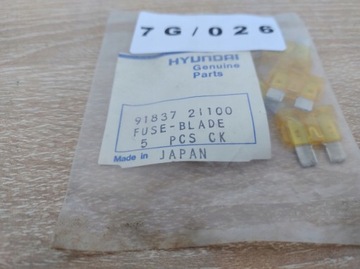 7G/026
HYUNDAI
Genuine
Parts
91837 21100
FUSE-BLADE
5 PCS CK
Made in JAPAN